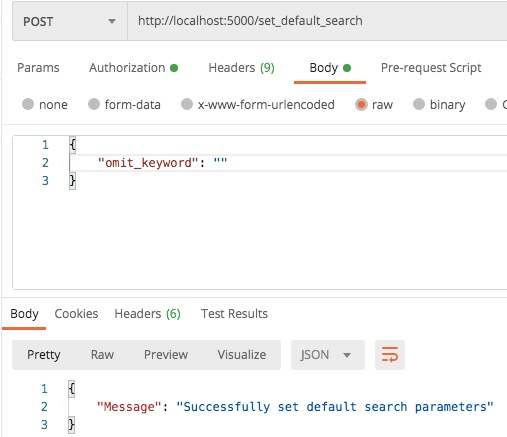 POST http://localhost:5000/set_default_search
Params Authorization Headers (9) Body Pre-request Script
none form-data x-www-form-urlencoded raw binary
1 {
2 "omit_keyword": ""
3 }
Body Cookies Headers (6) Test Results
Pretty Raw Preview Visualize JSON
1 {
2 "Message": "Successfully set default search parameters"
3 }